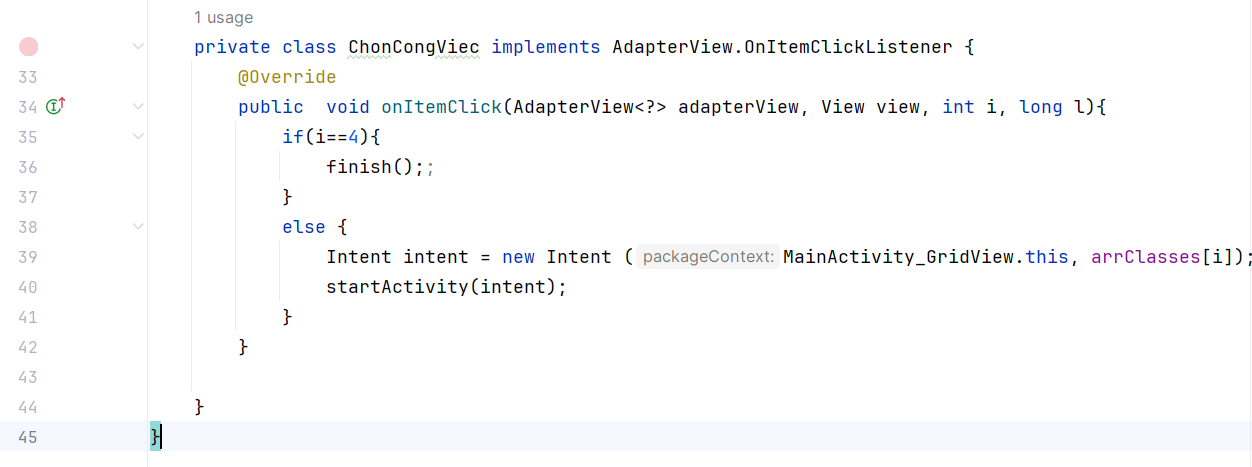 1 usage
private class ChonCongViec implements AdapterView.OnItemClickListener {
33 @Override
34 public  void onItemClick(AdapterView<?> adapterView, View view, int i, long l){
35 if(i==4){
36 finish();;
37 }
38 else {
39 Intent intent = new Intent ( packageContext: MainActivity_GridView.this, arrClasses[i]);
40 startActivity(intent);
41 }
42 }
43
44 }
45 }